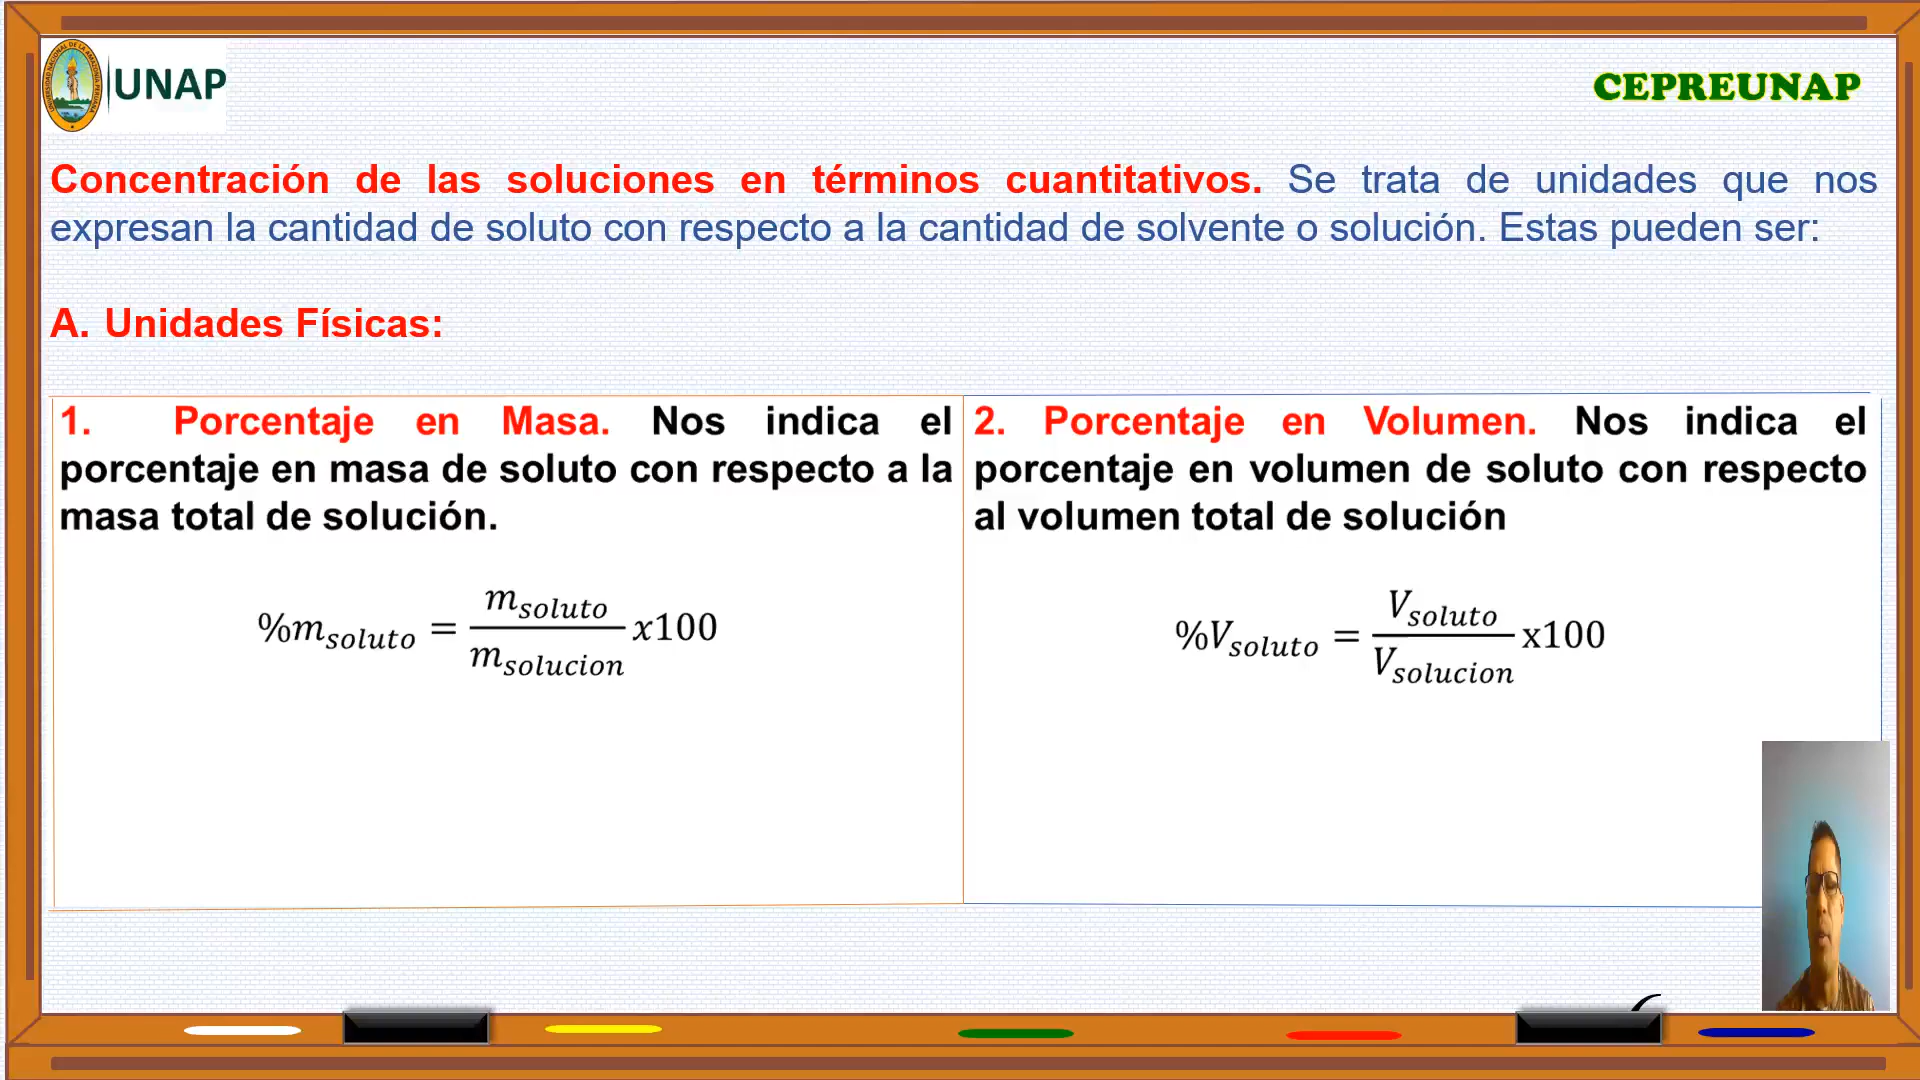 UNAP
CEPREUNAP
Concentración de las soluciones en términos cuantitativos. Se trata de unidades que nos
expresan la cantidad de soluto con respecto a la cantidad de solvente o solución. Estas pueden ser:
A. Unidades Físicas:
1. Porcentaje en Masa. Nos indica el
porcentaje en masa de soluto con respecto a la
masa total de solución.
%m_soluto = m_soluto / m_solucion x100
2. Porcentaje en Volumen. Nos indica el
porcentaje en volumen de soluto con respecto
al volumen total de solución
%V_soluto = V_soluto / V_solucion x100